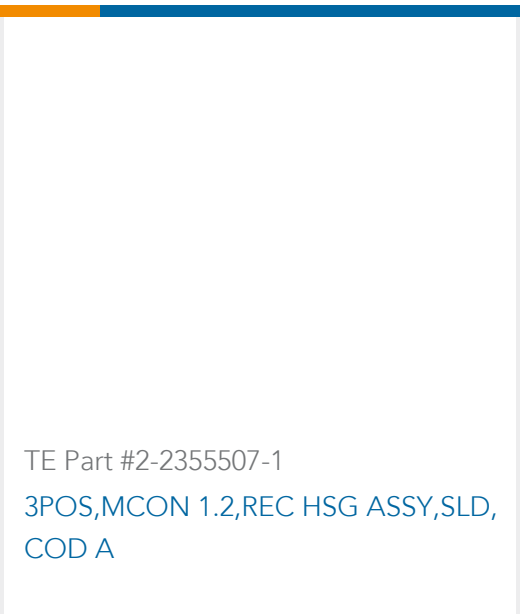 TE Part #2-2355507-1
3POS,MCON 1.2,REC HSG ASSY,SLD,
COD A